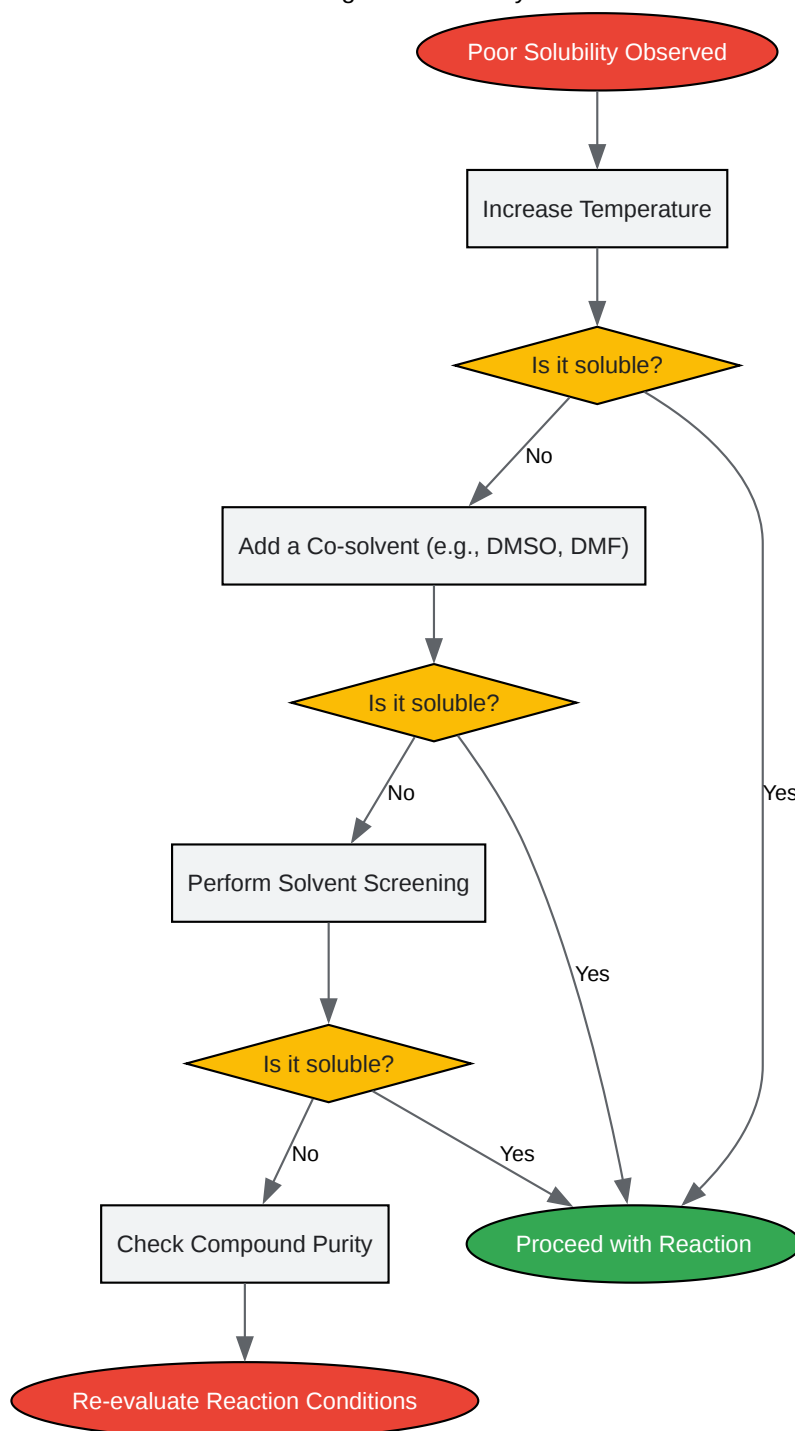 Poor Solubility Observed
Increase Temperature
Is it soluble?
No
Add a Co-solvent (e.g., DMSO, DMF)
Is it soluble?
No
Yes
Perform Solvent Screening
Yes
Is it soluble?
No
Yes
Check Compound Purity
Proceed with Reaction
Re-evaluate Reaction Conditions